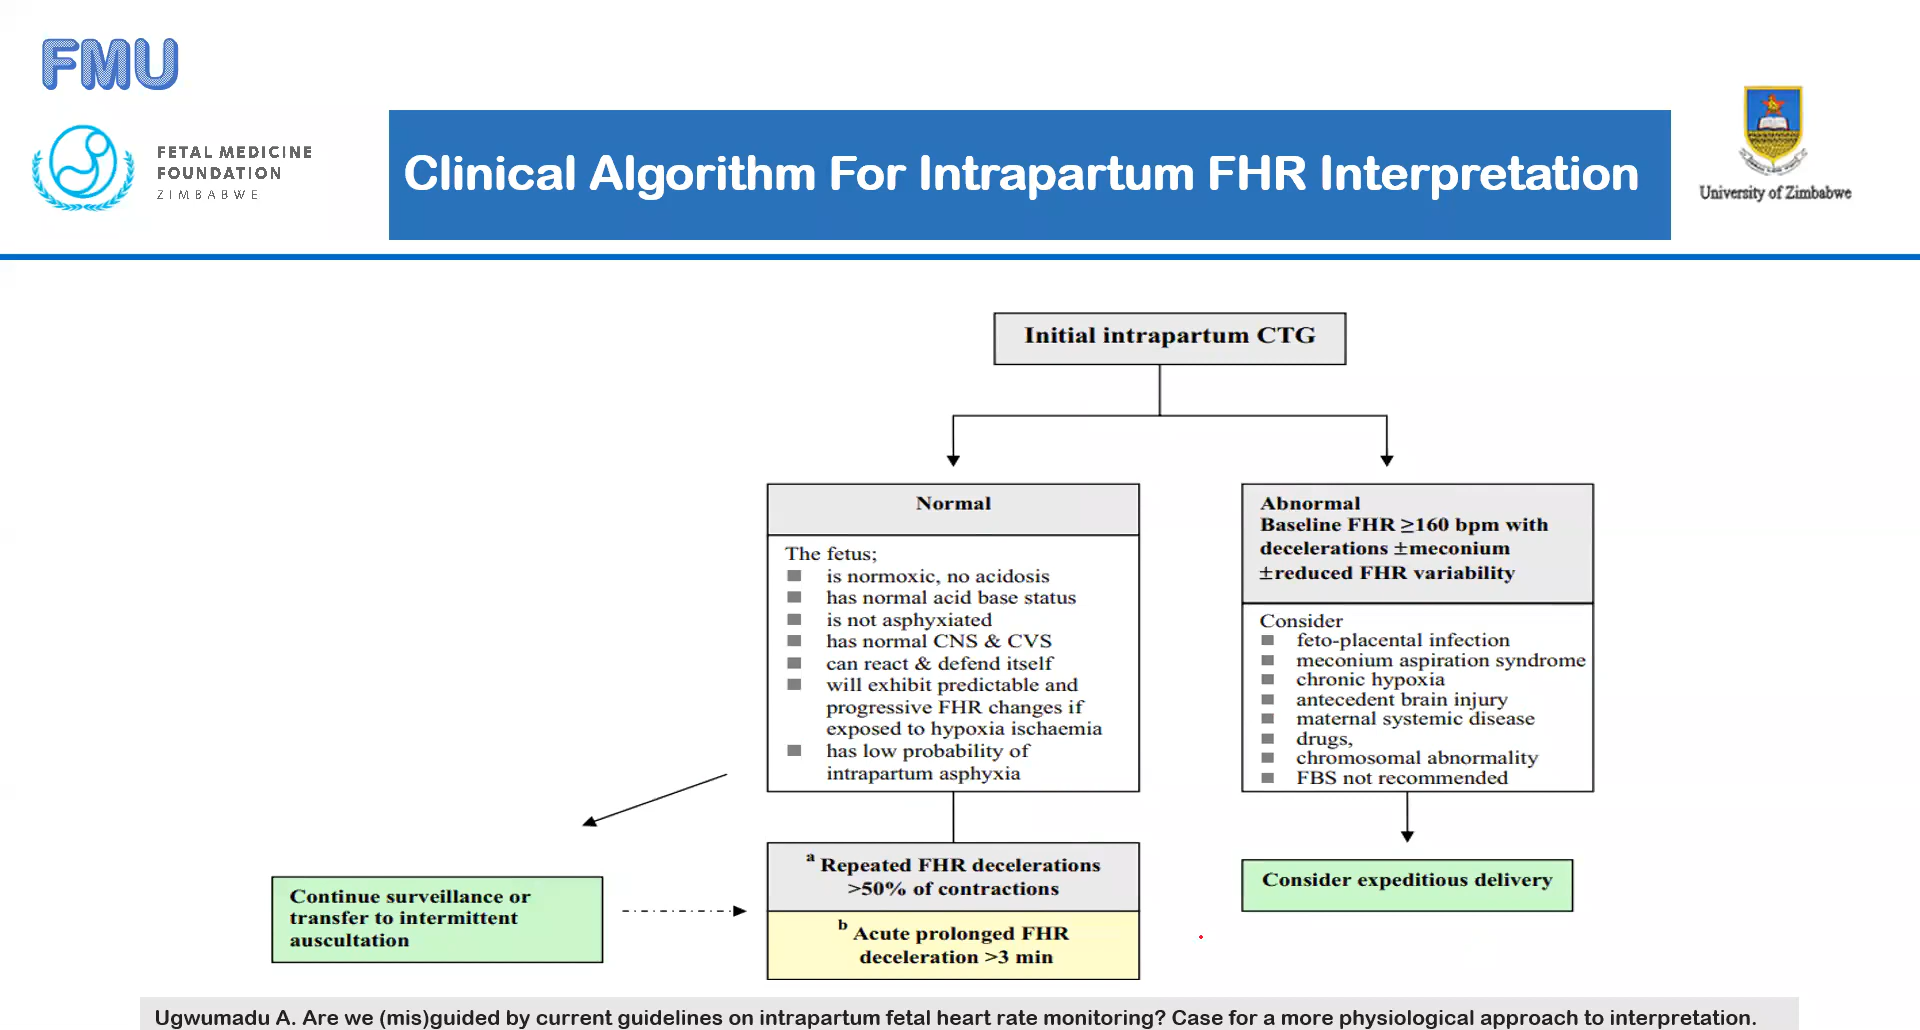 FMU
FETAL MEDICINE
FOUNDATION
ZIMBABWE
Clinical Algorithm For Intrapartum FHR Interpretation
University of Zimbabwe
Initial intrapartum CTG
Normal
The fetus;
is normoxic, no acidosis
has normal acid base status
is not asphyxiated
has normal CNS & CVS
can react & defend itself
will exhibit predictable and
progressive FHR changes if
exposed to hypoxia ischaemia
has low probability of
intrapartum asphyxia
Abnormal
Baseline FHR ≥160 bpm with
decelerations ±meconium
±reduced FHR variability
Consider
feto-placental infection
meconium aspiration syndrome
chronic hypoxia
antecedent brain injury
maternal systemic disease
drugs,
chromosomal abnormality
FBS not recommended
Continue surveillance or
transfer to intermittent
auscultation
a Repeated FHR decelerations
>50% of contractions
b Acute prolonged FHR
deceleration >3 min
Consider expeditious delivery
Ugwumadu A. Are we (mis)guided by current guidelines on intrapartum fetal heart rate monitoring? Case for a more physiological approach to interpretation.